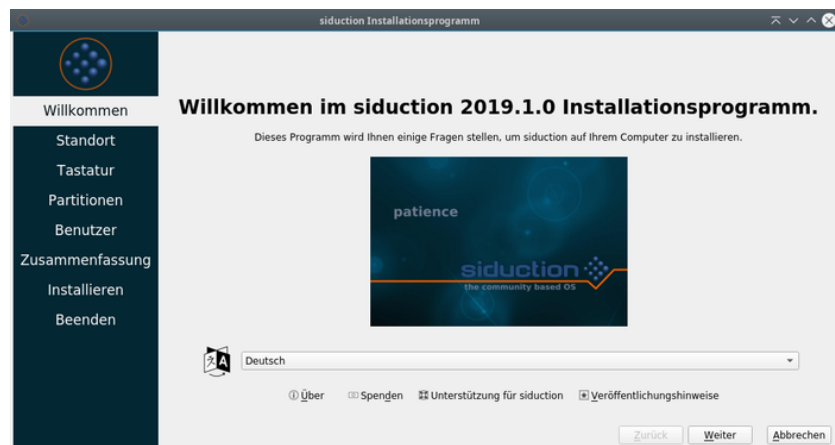 siduction Installationsprogramm
Willkommen
Standort
Tastatur
Partitionen
Benutzer
Zusammenfassung
Installieren
Beenden
Willkommen im siduction 2019.1.0 Installationsprogramm.
Dieses Programm wird Ihnen einige Fragen stellen, um siduction auf Ihrem Computer zu installieren.
patience
siduction
the community based OS
Deutsch
Über Spenden Unterstützung für siduction Veröffentlichungshinweise
Zurück Weiter Abbrechen